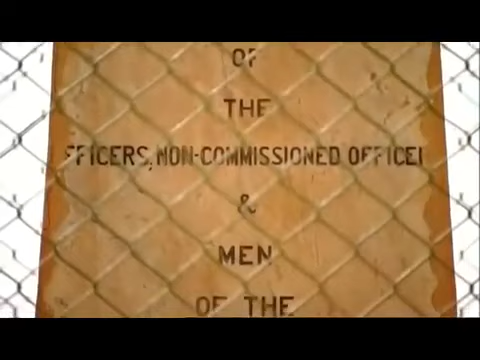 OF
THE
FFICERS, NON-COMMISSIONED OFFICE
&
MEN
OF THE